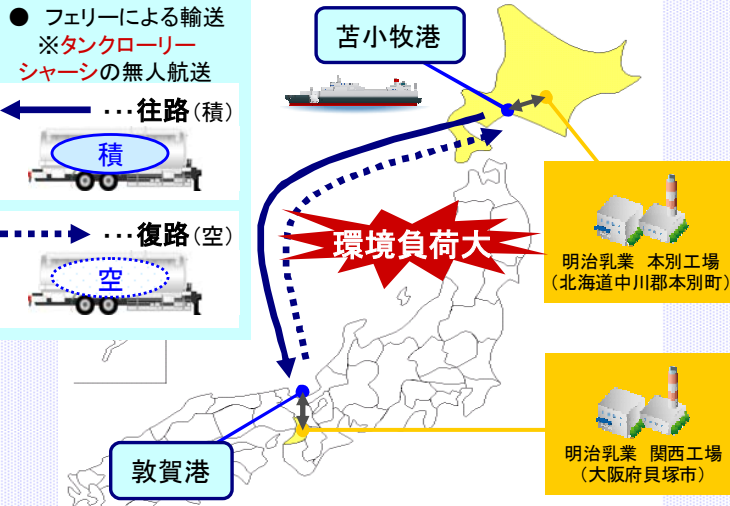 ● フェリーによる輸送
※タンクローリー
シャーシの無人航送
…往路(積)
積
…復路(空)
空
苫小牧港
環境負荷大
明治乳業 本別工場
(北海道中川郡本別町)
敦賀港
明治乳業 関西工場
(大阪府貝塚市)